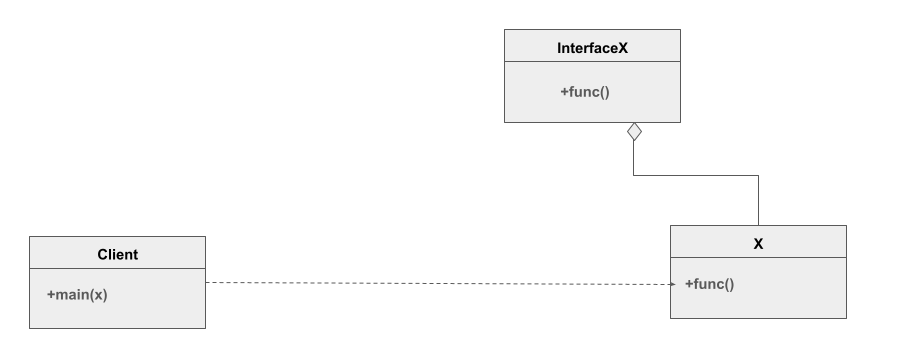 InterfaceX
+func()
Client
+main(x)
X
+func()